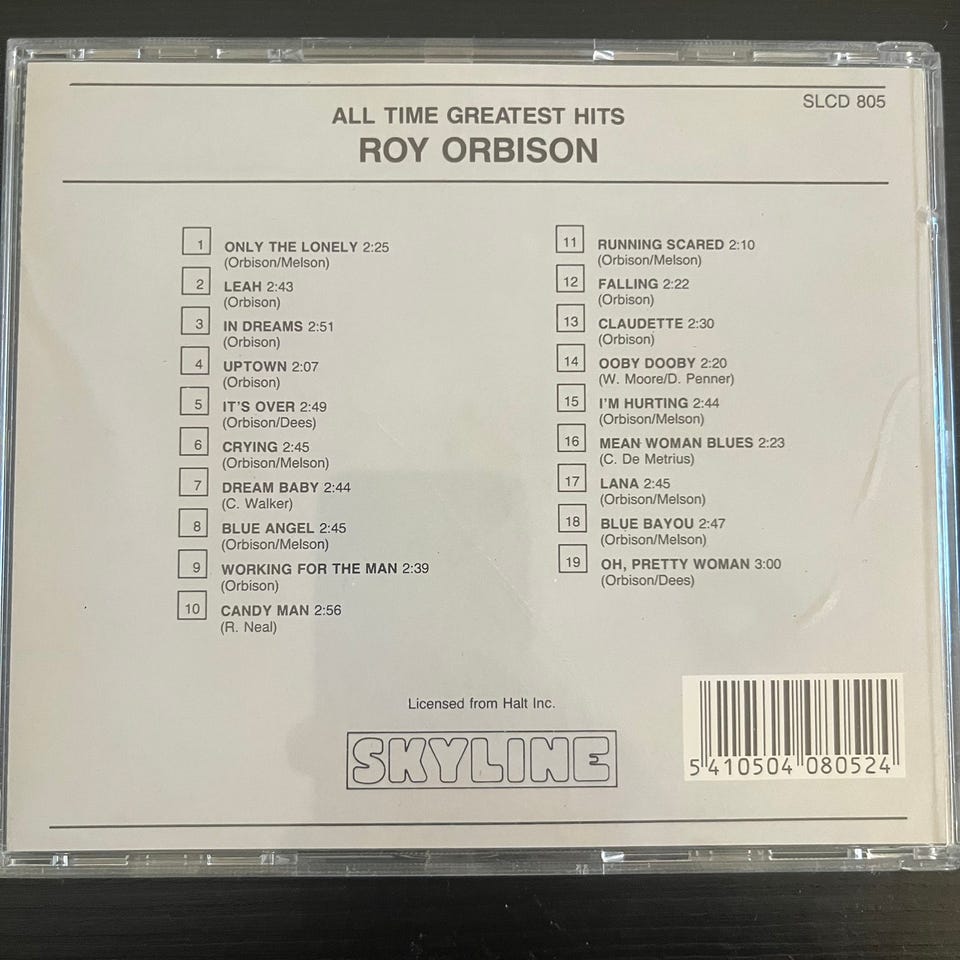 SLCD 805
ALL TIME GREATEST HITS
ROY ORBISON
1 ONLY THE LONELY 2:25
(Orbison/Melson)
2 LEAH 2:43
(Orbison)
3 IN DREAMS 2:51
(Orbison)
4 UPTOWN 2:07
(Orbison)
5 IT'S OVER 2:49
(Orbison/Dees)
6 CRYING 2:45
(Orbison/Melson)
7 DREAM BABY 2:44
(C. Walker)
8 BLUE ANGEL 2:45
(Orbison/Melson)
9 WORKING FOR THE MAN 2:39
(Orbison)
10 CANDY MAN 2:56
(R. Neal)
11 RUNNING SCARED 2:10
(Orbison/Melson)
12 FALLING 2:22
(Orbison)
13 CLAUDETTE 2:30
(Orbison)
14 OOBY DOOBY 2:20
(W. Moore/D. Penner)
15 I'M HURTING 2:44
(Orbison/Melson)
16 MEAN WOMAN BLUES 2:23
(C. De Metrius)
17 LANA 2:45
(Orbison/Melson)
18 BLUE BAYOU 2:47
(Orbison/Melson)
19 OH, PRETTY WOMAN 3:00
(Orbison/Dees)
Licensed from Halt Inc.
SKYLINE
5 410504 080524